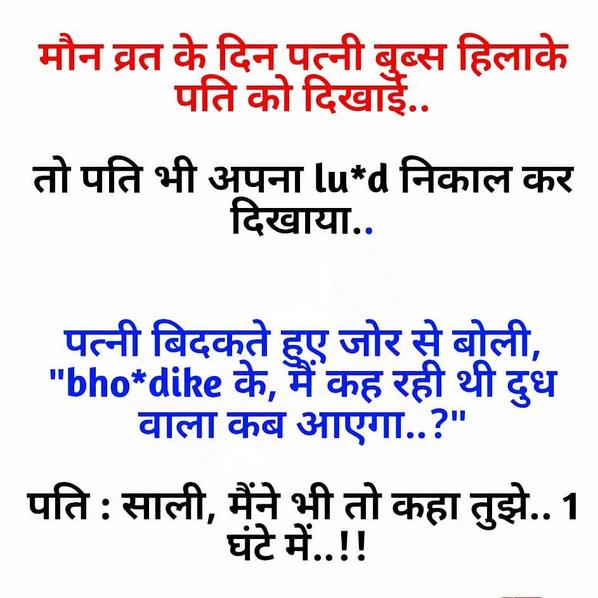 मौन व्रत के दिन पत्नी बुब्स हिलाके
पति को दिखाई..
तो पति भी अपना lu*d निकाल कर
दिखाया..
पत्नी बिदकते हुए जोर से बोली,
"bho*dike के, मैं कह रही थी दुध
वाला कब आएगा..?"
पति : साली, मैंने भी तो कहा तुझे.. 1
घंटे में..!!